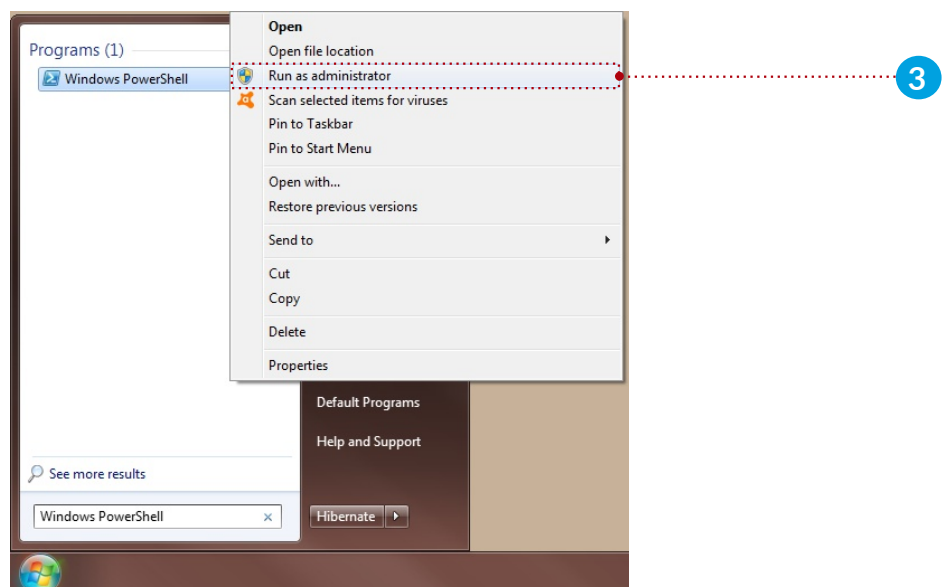 Programs (1)
Windows PowerShell
Open
Open file location
Run as administrator
Scan selected items for viruses
Pin to Taskbar
Pin to Start Menu
Open with...
Restore previous versions
Send to
Cut
Copy
Delete
Properties
3
Default Programs
Help and Support
See more results
Windows PowerShell
Hibernate